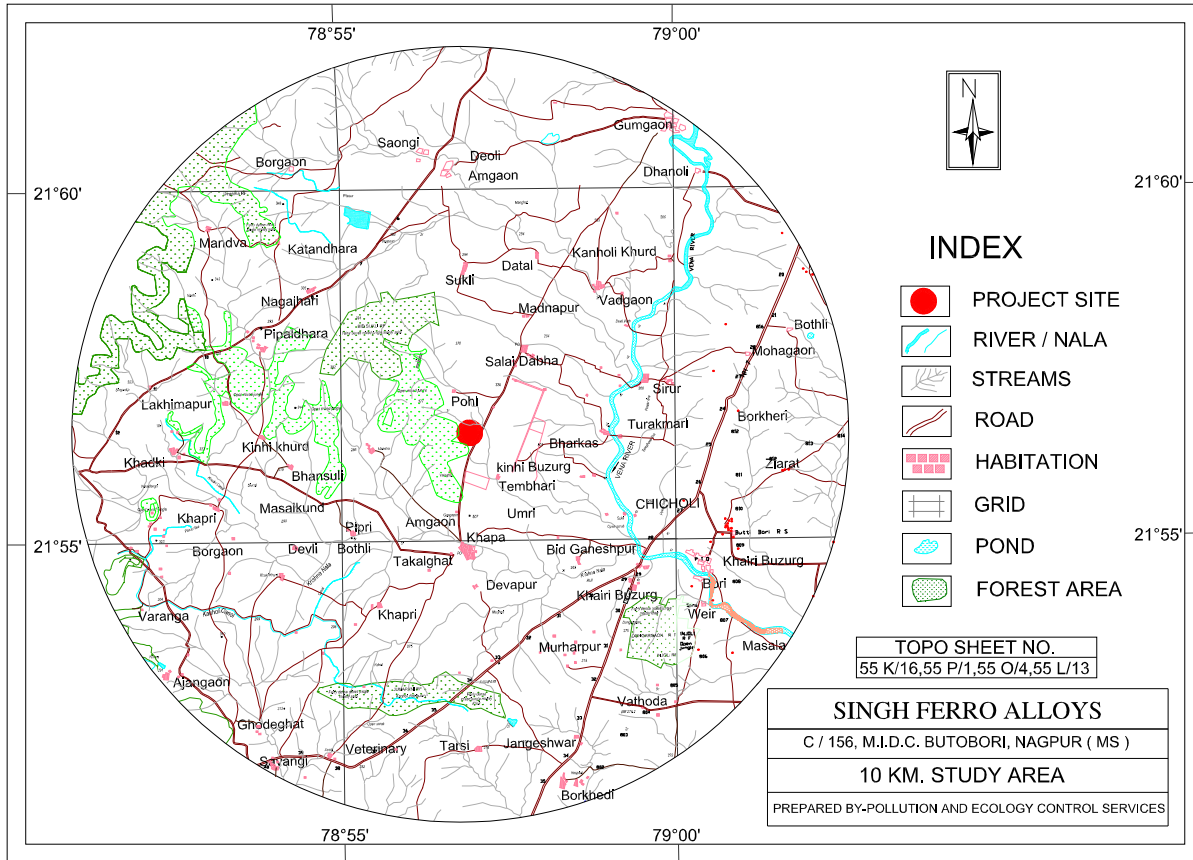 78°55'
79°00'
Gumgaon
Saongi
Deoli
Borgaon
Amgaon
Dhanoli
21°60'
21°60'
N
Mandva
Katandhara
Kanholi Khurd
VENA RIVER
Datal
Sukli
Nagajhari
Vadgaon
Madnapur
Bothli
Pipaldhara
Mohagaon
Salai Dabha
Sirur
Lakhimapur
Pohi
Borkheri
Turakmari
Kinhi khurd
Bharkas
Khadki
VENA RIVER
Ziarat
kinhi Buzurg
Bhansuli
Tembhari
CHICHOLI
Masalkund
Khapri
Umri
Amgaon
Pipri
Butt Bori R S
Khapa
21°55'
21°55'
Borgaon
Devli
Bothli
Bid Ganeshpur
Takalghat
Khairi Buzurg
Krishna Nala
Devapur
Khairi Buzurg
Bori
Varanga
Khapri
Weir
Murharpur
Masala
Ajangaon
Vathoda
Ghodeghat
Jangeshwar
Veterinary
Tarsi
Savangi
Borkhedi
78°55'
79°00'
INDEX
PROJECT SITE
RIVER / NALA
STREAMS
ROAD
HABITATION
GRID
POND
FOREST AREA
TOPO SHEET NO.
55 K/16,55 P/1,55 O/4,55 L/13
SINGH FERRO ALLOYS
C / 156, M.I.D.C. BUTOBORI, NAGPUR ( MS )
10 KM. STUDY AREA
PREPARED BY-POLLUTION AND ECOLOGY CONTROL SERVICES